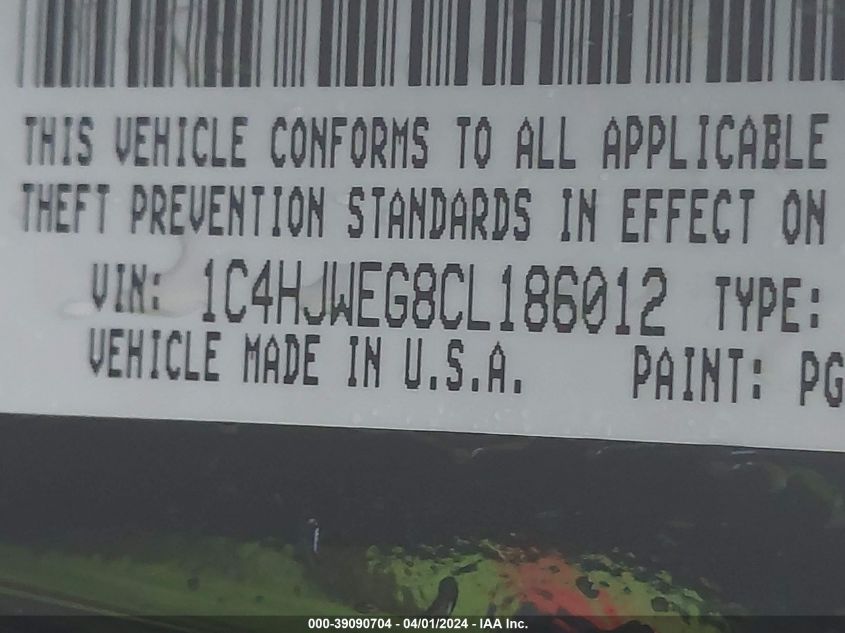 THIS VEHICLE CONFORMS TO ALL APPLICABLE
THEFT PREVENTION STANDARDS IN EFFECT ON
VIN: 1C4HJWEG8CL186012 TYPE:
VEHICLE MADE IN U.S.A. PAINT: PG
000-39090704 - 04/01/2024 - IAA Inc.